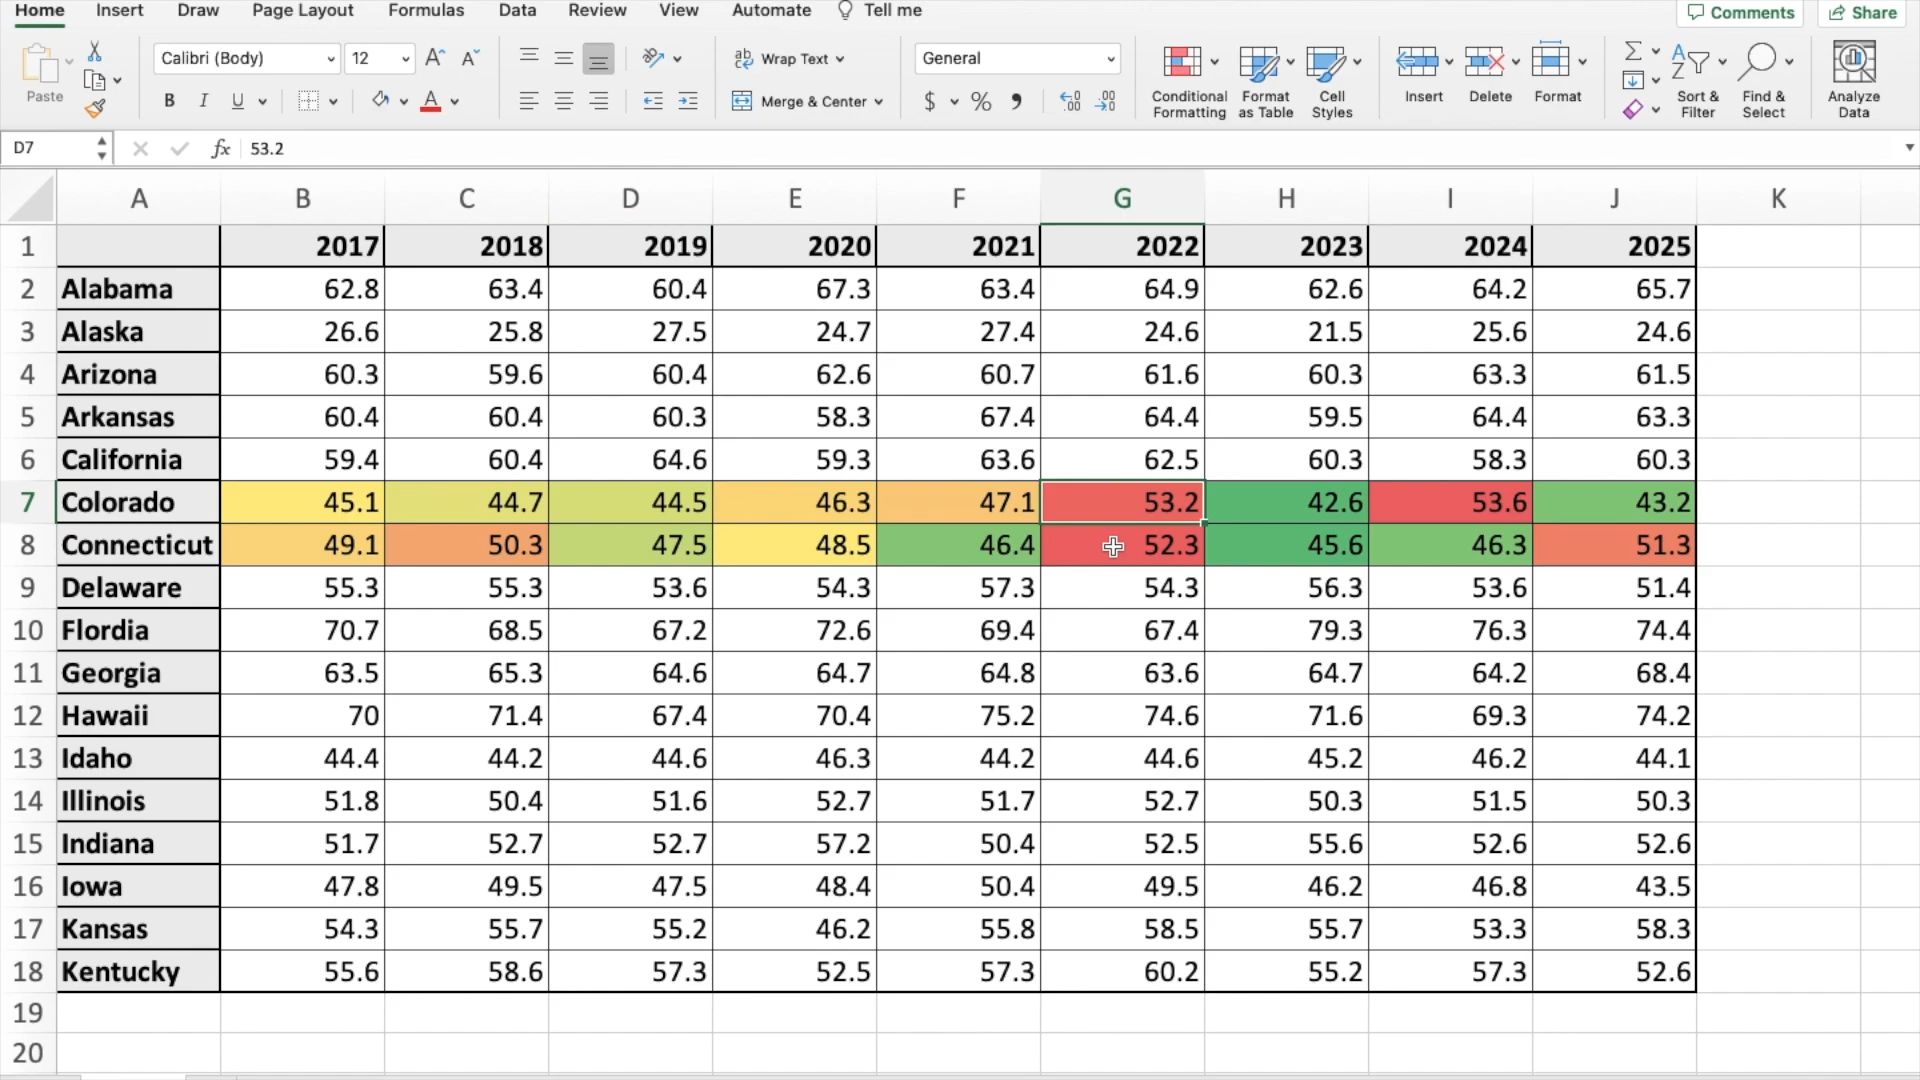 Home Insert Draw Page Layout Formulas Data Review View Automate Tell me Comments Share
Calibri (Body) 12 A A ab Wrap Text General
Paste B I U A Merge & Center $ % Conditional Formatting Format as Table Cell Styles Insert Delete Format Sort & Filter Find & Select Analyze Data
D7 fx 53.2
A B C D E F G H I J K
1 2017 2018 2019 2020 2021 2022 2023 2024 2025
2 Alabama 62.8 63.4 60.4 67.3 63.4 64.9 62.6 64.2 65.7
3 Alaska 26.6 25.8 27.5 24.7 27.4 24.6 21.5 25.6 24.6
4 Arizona 60.3 59.6 60.4 62.6 60.7 61.6 60.3 63.3 61.5
5 Arkansas 60.4 60.4 60.3 58.3 67.4 64.4 59.5 64.4 63.3
6 California 59.4 60.4 64.6 59.3 63.6 62.5 60.3 58.3 60.3
7 Colorado 45.1 44.7 44.5 46.3 47.1 53.2 42.6 53.6 43.2
8 Connecticut 49.1 50.3 47.5 48.5 46.4 52.3 45.6 46.3 51.3
9 Delaware 55.3 55.3 53.6 54.3 57.3 54.3 56.3 53.6 51.4
10 Flordia 70.7 68.5 67.2 72.6 69.4 67.4 79.3 76.3 74.4
11 Georgia 63.5 65.3 64.6 64.7 64.8 63.6 64.7 64.2 68.4
12 Hawaii 70 71.4 67.4 70.4 75.2 74.6 71.6 69.3 74.2
13 Idaho 44.4 44.2 44.6 46.3 44.2 44.6 45.2 46.2 44.1
14 Illinois 51.8 50.4 51.6 52.7 51.7 52.7 50.3 51.5 50.3
15 Indiana 51.7 52.7 52.7 57.2 50.4 52.5 55.6 52.6 52.6
16 Iowa 47.8 49.5 47.5 48.4 50.4 49.5 46.2 46.8 43.5
17 Kansas 54.3 55.7 55.2 46.2 55.8 58.5 55.7 53.3 58.3
18 Kentucky 55.6 58.6 57.3 52.5 57.3 60.2 55.2 57.3 52.6
19
20